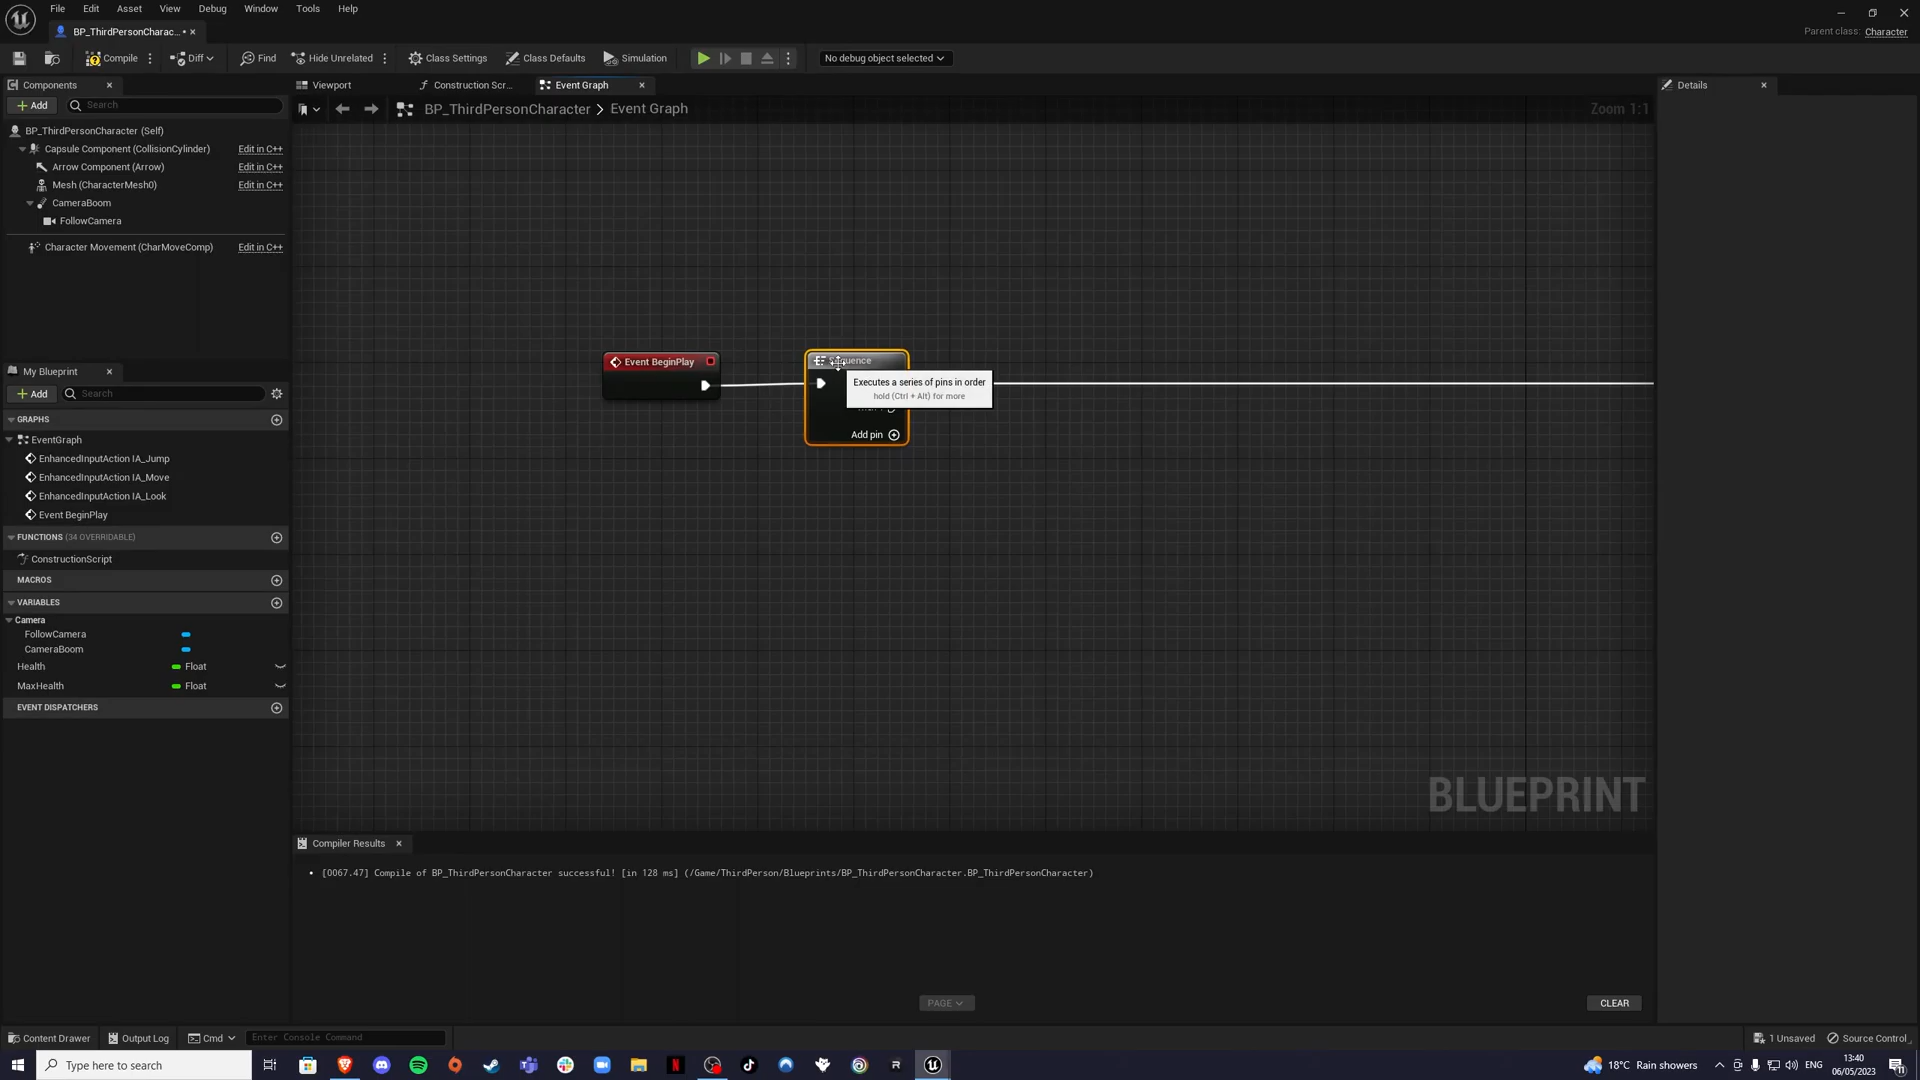 File Edit Asset View Window Debug Tools Help
BP_ThirdPersonCharac... •
Parent class: Character
Compile Diff Find Hide Unrelated Class Settings Class Defaults Simulation No debug object selected
Components
Viewport Construction Scr... Event Graph
Details
Add Search
BP_ThirdPersonCharacter > Event Graph
Zoom 1:1
BP_ThirdPersonCharacter (Self)
Capsule Component (CollisionCylinder) Edit in C++
Arrow Component (Arrow) Edit in C++
Mesh (CharacterMesh0) Edit in C++
CameraBoom
FollowCamera
Character Movement (CharMoveComp) Edit in C++
Event BeginPlay
Executes a series of pins in order
hold (Ctrl + Alt) for more
Add pin
My Blueprint
Add Search
GRAPHS
EventGraph
EnhancedInputAction IA_Jump
EnhancedInputAction IA_Move
EnhancedInputAction IA_Look
Event BeginPlay
FUNCTIONS (34 OVERRIDABLE)
ConstructionScript
MACROS
VARIABLES
Camera
FollowCamera
CameraBoom
Health Float
MaxHealth Float
EVENT DISPATCHERS
BLUEPRINT
Compiler Results
• [0067.47] Compile of BP_ThirdPersonCharacter successful! [in 128 ms] (/Game/ThirdPerson/Blueprints/BP_ThirdPersonCharacter.BP_ThirdPersonCharacter)
PAGE
CLEAR
Content Drawer Output Log Cmd Enter Console Command
1 Unsaved Source Control
Type here to search
18°C Rain showers
ENG
13:40
06/05/2023